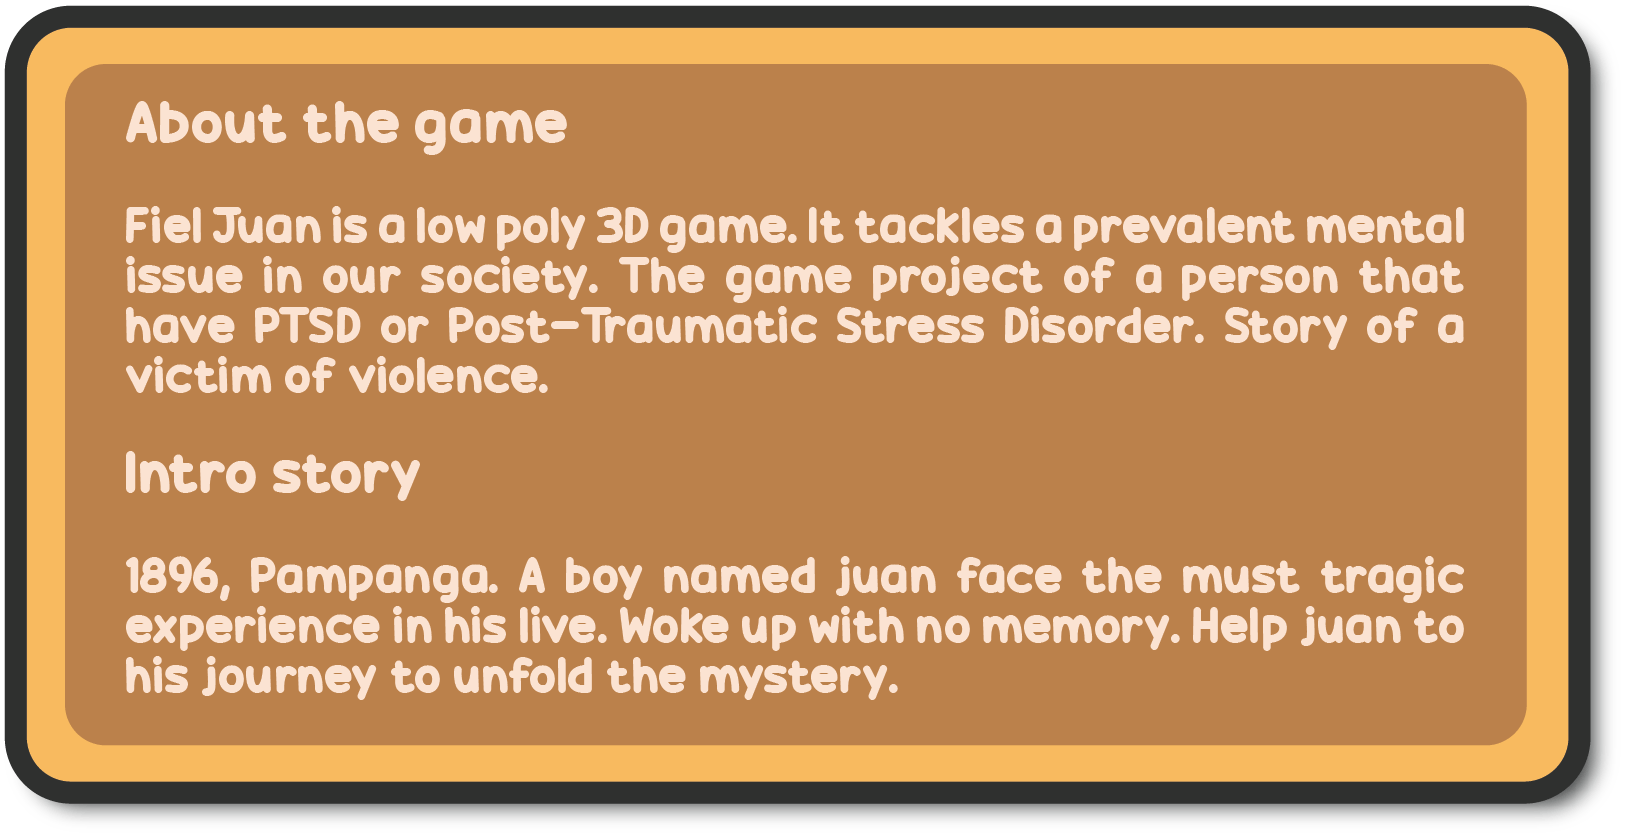 About the game
Fiel Juan is a low poly 3D game. It tackles a prevalent mental
issue in our society. The game project of a person that
have PTSD or Post-Traumatic Stress Disorder. Story of a
victim of violence.
Intro story
1896, Pampanga. A boy named juan face the must tragic
experience in his live. Woke up with no memory. Help juan to
his journey to unfold the mystery.